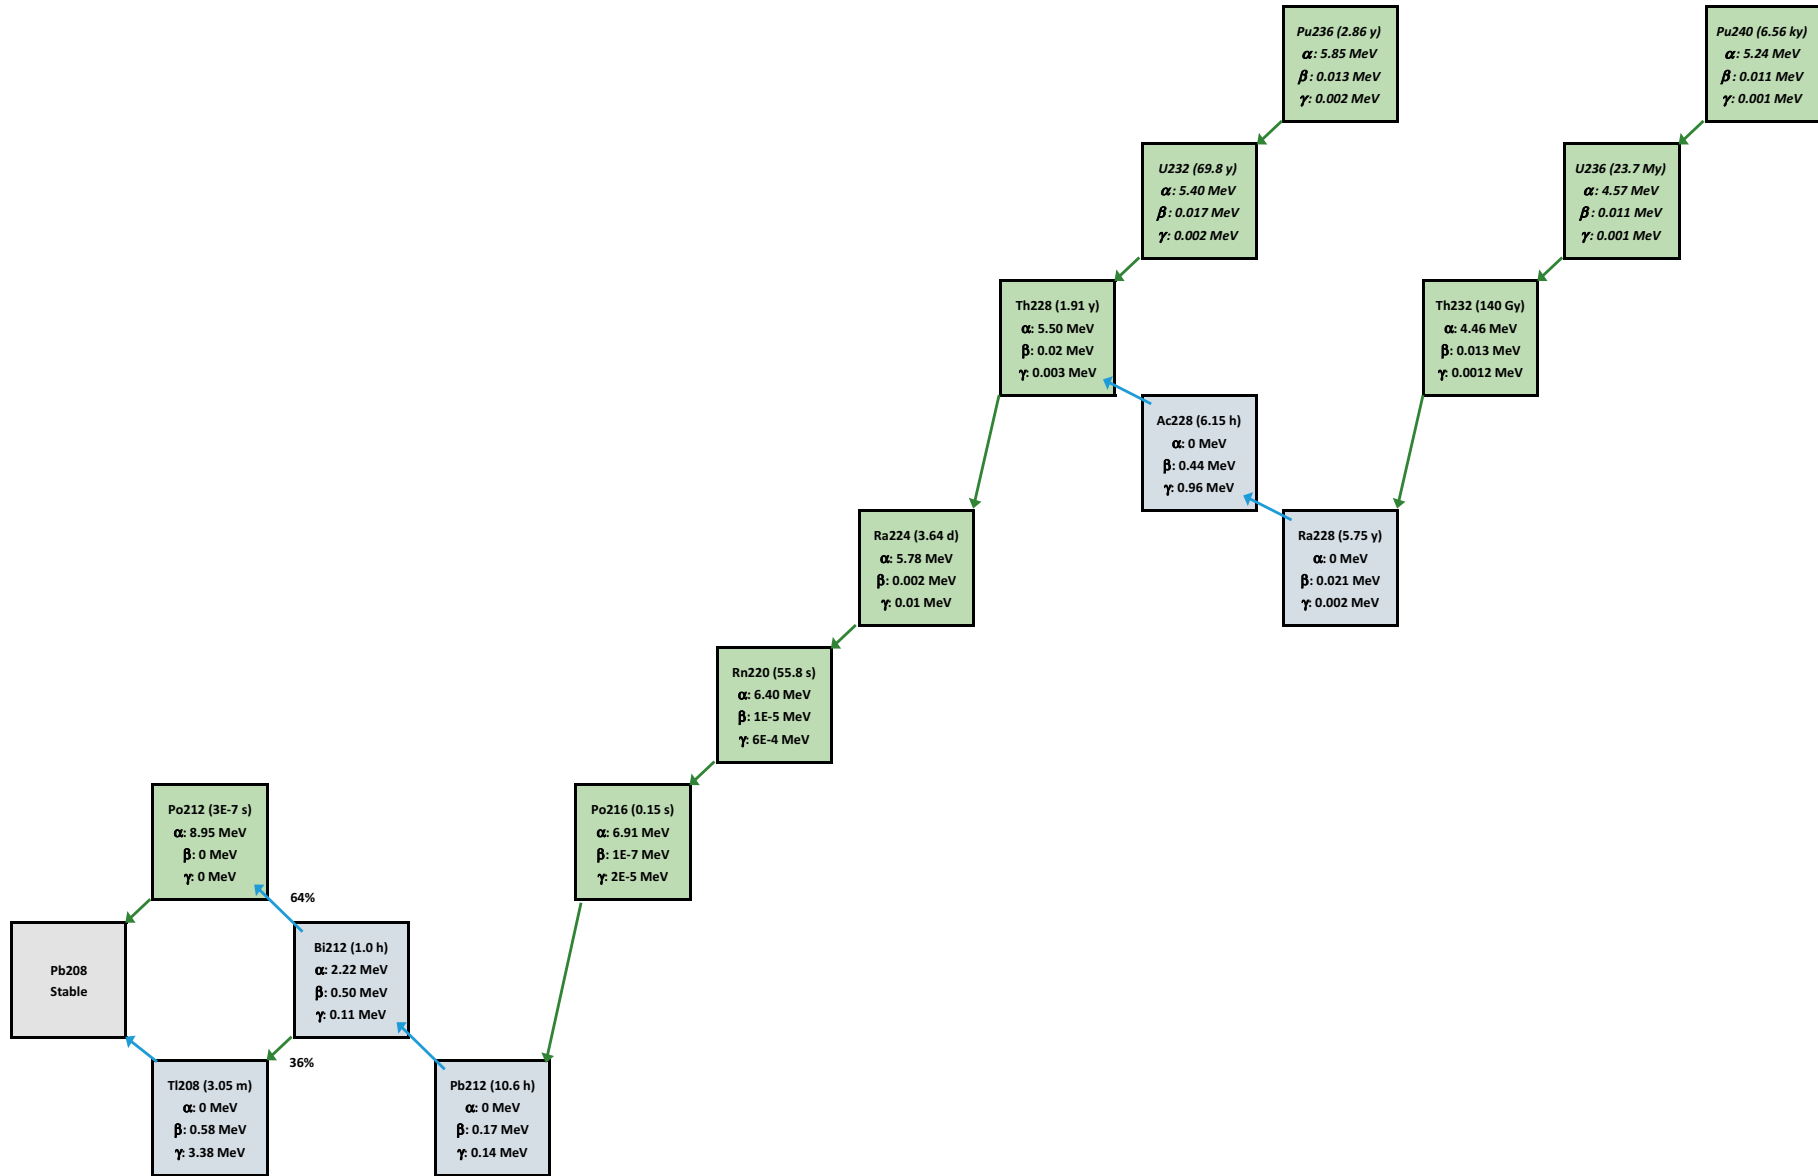 Pu236 (2.86 y)
α: 5.85 MeV
β: 0.013 MeV
γ: 0.002 MeV
Pu240 (6.56 ky)
α: 5.24 MeV
β: 0.011 MeV
γ: 0.001 MeV
U232 (69.8 y)
α: 5.40 MeV
β: 0.017 MeV
γ: 0.002 MeV
U236 (23.7 My)
α: 4.57 MeV
β: 0.011 MeV
γ: 0.001 MeV
Th228 (1.91 y)
α: 5.50 MeV
β: 0.02 MeV
γ: 0.003 MeV
Th232 (140 Gy)
α: 4.46 MeV
β: 0.013 MeV
γ: 0.0012 MeV
Ac228 (6.15 h)
α: 0 MeV
β: 0.44 MeV
γ: 0.96 MeV
Ra224 (3.64 d)
α: 5.78 MeV
β: 0.002 MeV
γ: 0.01 MeV
Ra228 (5.75 y)
α: 0 MeV
β: 0.021 MeV
γ: 0.002 MeV
Rn220 (55.8 s)
α: 6.40 MeV
β: 1E-5 MeV
γ: 6E-4 MeV
Po212 (3E-7 s)
α: 8.95 MeV
β: 0 MeV
γ: 0 MeV
Po216 (0.15 s)
α: 6.91 MeV
β: 1E-7 MeV
γ: 2E-5 MeV
64%
Pb208
Stable
Bi212 (1.0 h)
α: 2.22 MeV
β: 0.50 MeV
γ: 0.11 MeV
36%
Tl208 (3.05 m)
α: 0 MeV
β: 0.58 MeV
γ: 3.38 MeV
Pb212 (10.6 h)
α: 0 MeV
β: 0.17 MeV
γ: 0.14 MeV